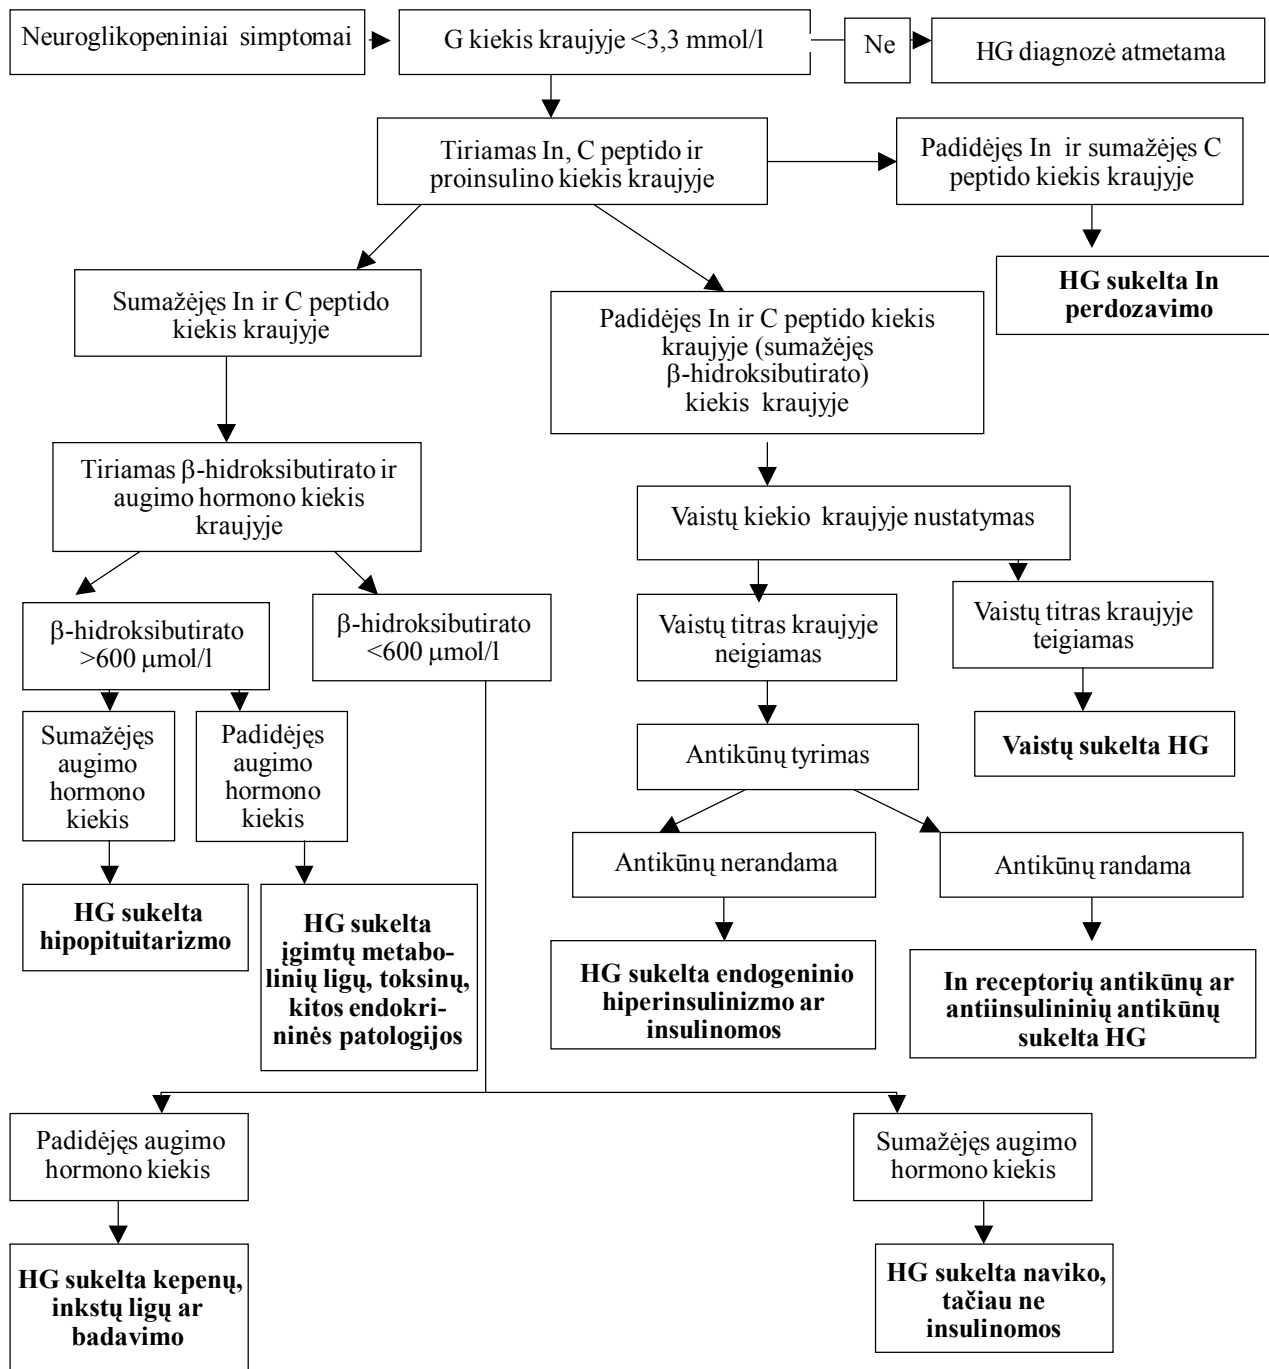 Neuroglikopeniniai simptomai
G kiekis kraujyje <3,3 mmol/l
Ne
HG diagnozė atmetama
Tiriamas In, C peptido ir
proinsulino kiekis kraujyje
Padidėjęs In ir sumažėjęs C
peptido kiekis kraujyje
HG sukelta In
perdozavimo
Sumažėjęs In ir C peptido
kiekis kraujyje
Padidėjęs In ir C peptido kiekis
kraujyje (sumažėjęs
β-hidroksibutirato)
kiekis kraujyje
Tiriamas β-hidroksibutirato ir
augimo hormono kiekis
kraujyje
Vaistų kiekio kraujyje nustatymas
β-hidroksibutirato
>600 µmol/l
β-hidroksibutirato
<600 µmol/l
Vaistų titras kraujyje
neigiamas
Vaistų titras kraujyje
teigiamas
Sumažėjęs
augimo
hormono
kiekis
Padidėjęs
augimo
hormono
kiekis
Antikūnų tyrimas
Vaistų sukelta HG
Antikūnų nerandama
Antikūnų randama
HG sukelta
hipopituitarizmo
HG sukelta
įgimtų metabo-
linių ligų, toksinų,
kitos endokri-
ninės patologijos
HG sukelta endogeninio
hiperinsulinizmo ar
insulinomos
In receptorių antikūnų ar
antiinsulininių antikūnų
sukelta HG
Padidėjęs augimo
hormono kiekis
Sumažėjęs augimo
hormono kiekis
HG sukelta kepenų,
inkstų ligų ar
badavimo
HG sukelta naviko,
tačiau ne
insulinomos